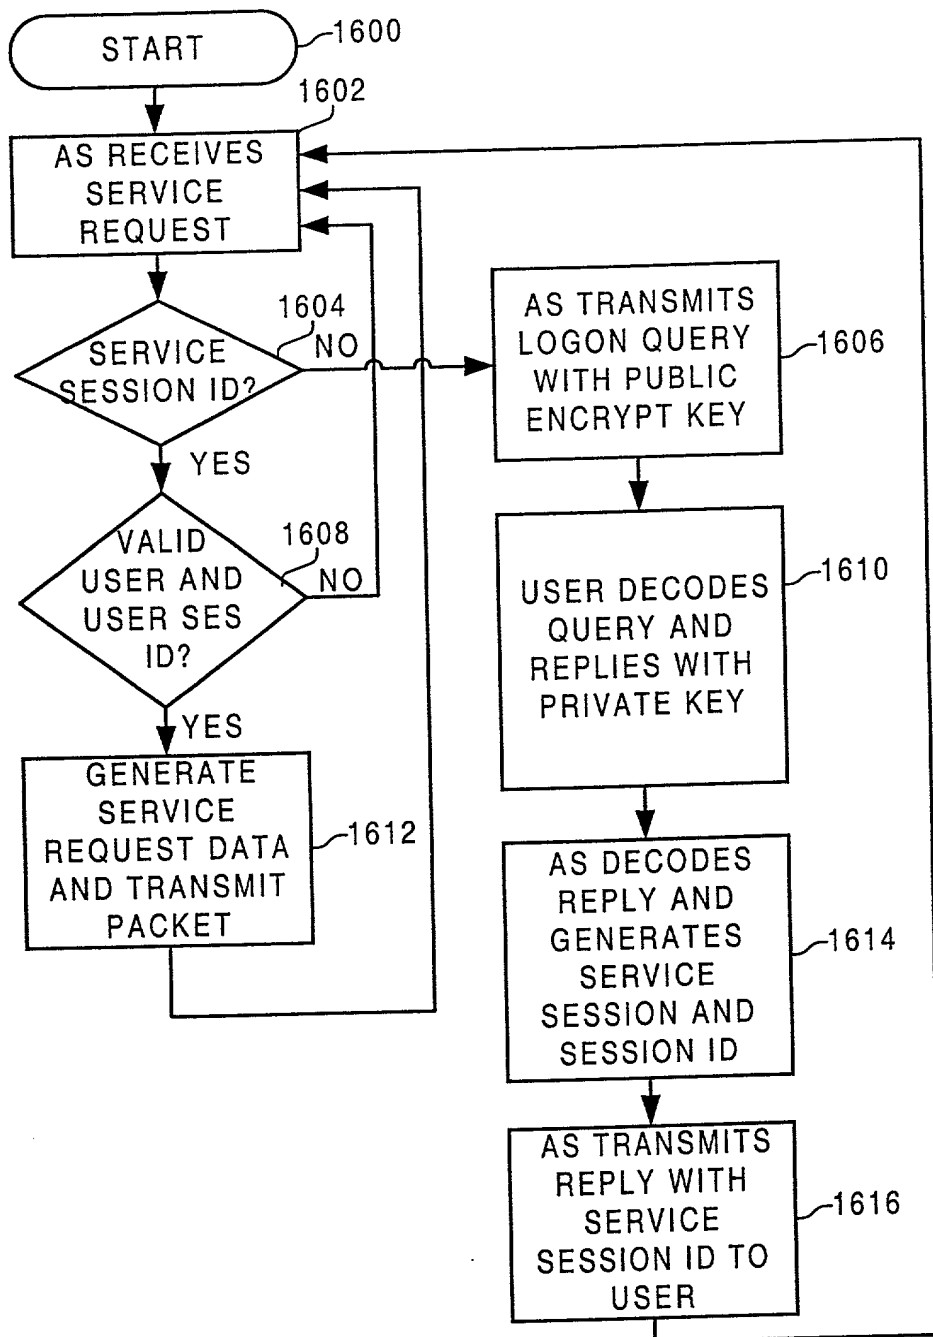 START
1600
1602
AS RECEIVES
SERVICE
REQUEST
1604
SERVICE
SESSION ID?
NO
YES
AS TRANSMITS
LOGON QUERY
WITH PUBLIC
ENCRYPT KEY
1606
VALID
USER AND
USER SES
ID?
1608
NO
YES
USER DECODES
QUERY AND
REPLIES WITH
PRIVATE KEY
1610
GENERATE
SERVICE
REQUEST DATA
AND TRANSMIT
PACKET
1612
AS DECODES
REPLY AND
GENERATES
SERVICE
SESSION AND
SESSION ID
1614
AS TRANSMITS
REPLY WITH
SERVICE
SESSION ID TO
USER
1616